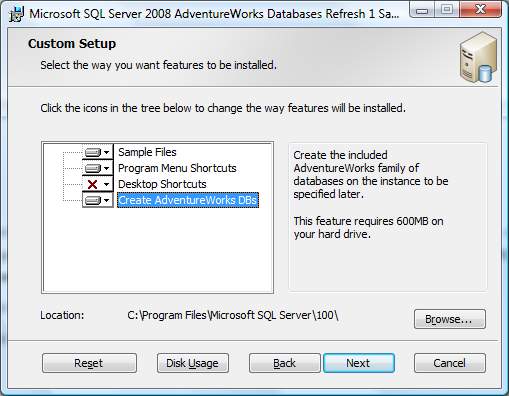 Microsoft SQL Server 2008 AdventureWorks Databases Refresh 1 Sa...
Custom Setup
Select the way you want features to be installed.
Click the icons in the tree below to change the way features will be installed.
Sample Files
Program Menu Shortcuts
Desktop Shortcuts
Create AdventureWorks DBs
Create the included
AdventureWorks family of
databases on the instance to be
specified later.
This feature requires 600MB on
your hard drive.
Location: C:\Program Files\Microsoft SQL Server\100\
Browse...
Reset Disk Usage Back Next Cancel